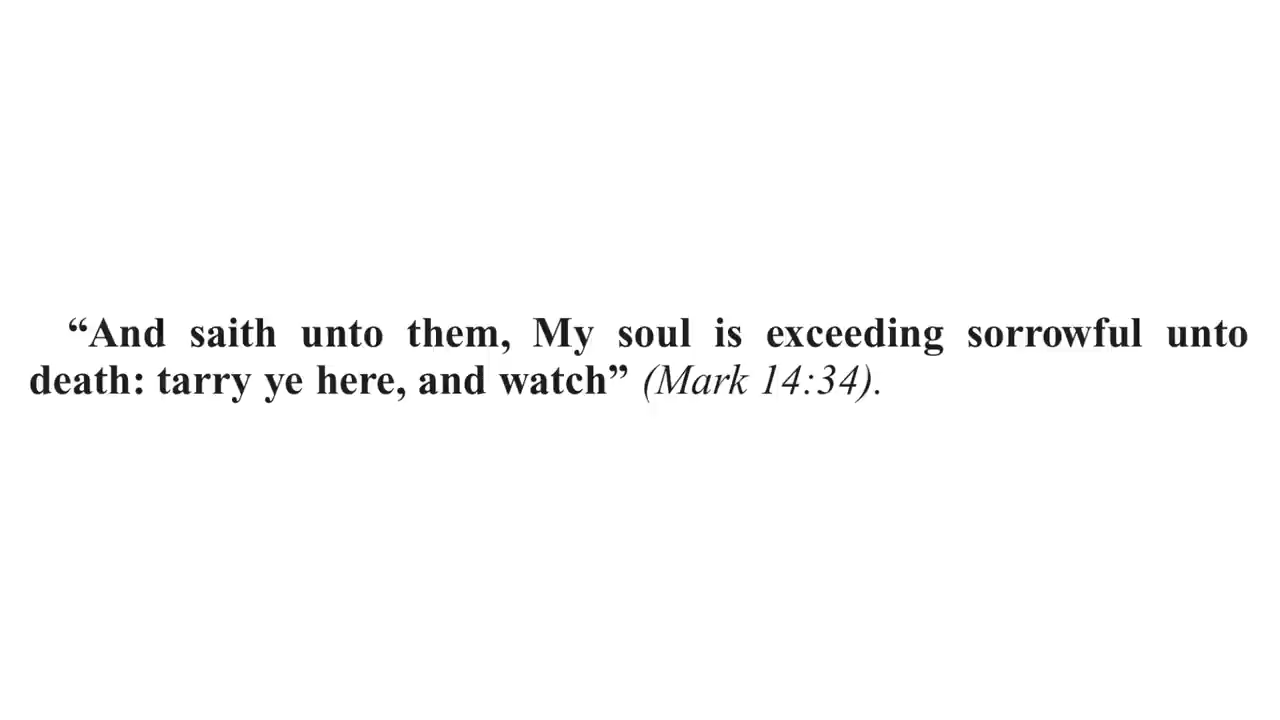 “And saith unto them, My soul is exceeding sorrowful unto
death: tarry ye here, and watch” (Mark 14:34).